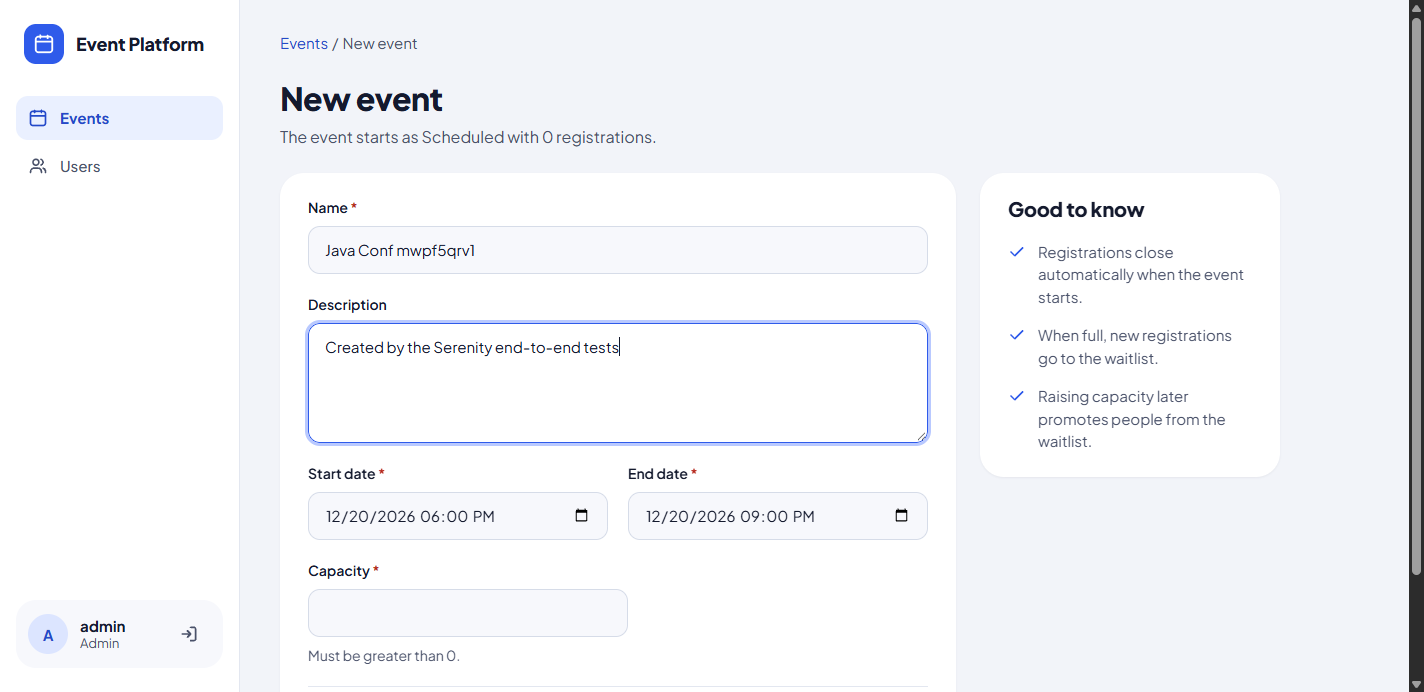 Event Platform
Events
Users
A
admin
Admin
Events / New event
New event
The event starts as Scheduled with 0 registrations.
Name *
Java Conf mwpf5qrv1
Description
Created by the Serenity end-to-end tests
Start date *
End date *
12/20/2026 06:00 PM
12/20/2026 09:00 PM
Capacity *
Must be greater than 0.
Good to know
Registrations close
automatically when the event
starts.
When full, new registrations
go to the waitlist.
Raising capacity later
promotes people from the
waitlist.